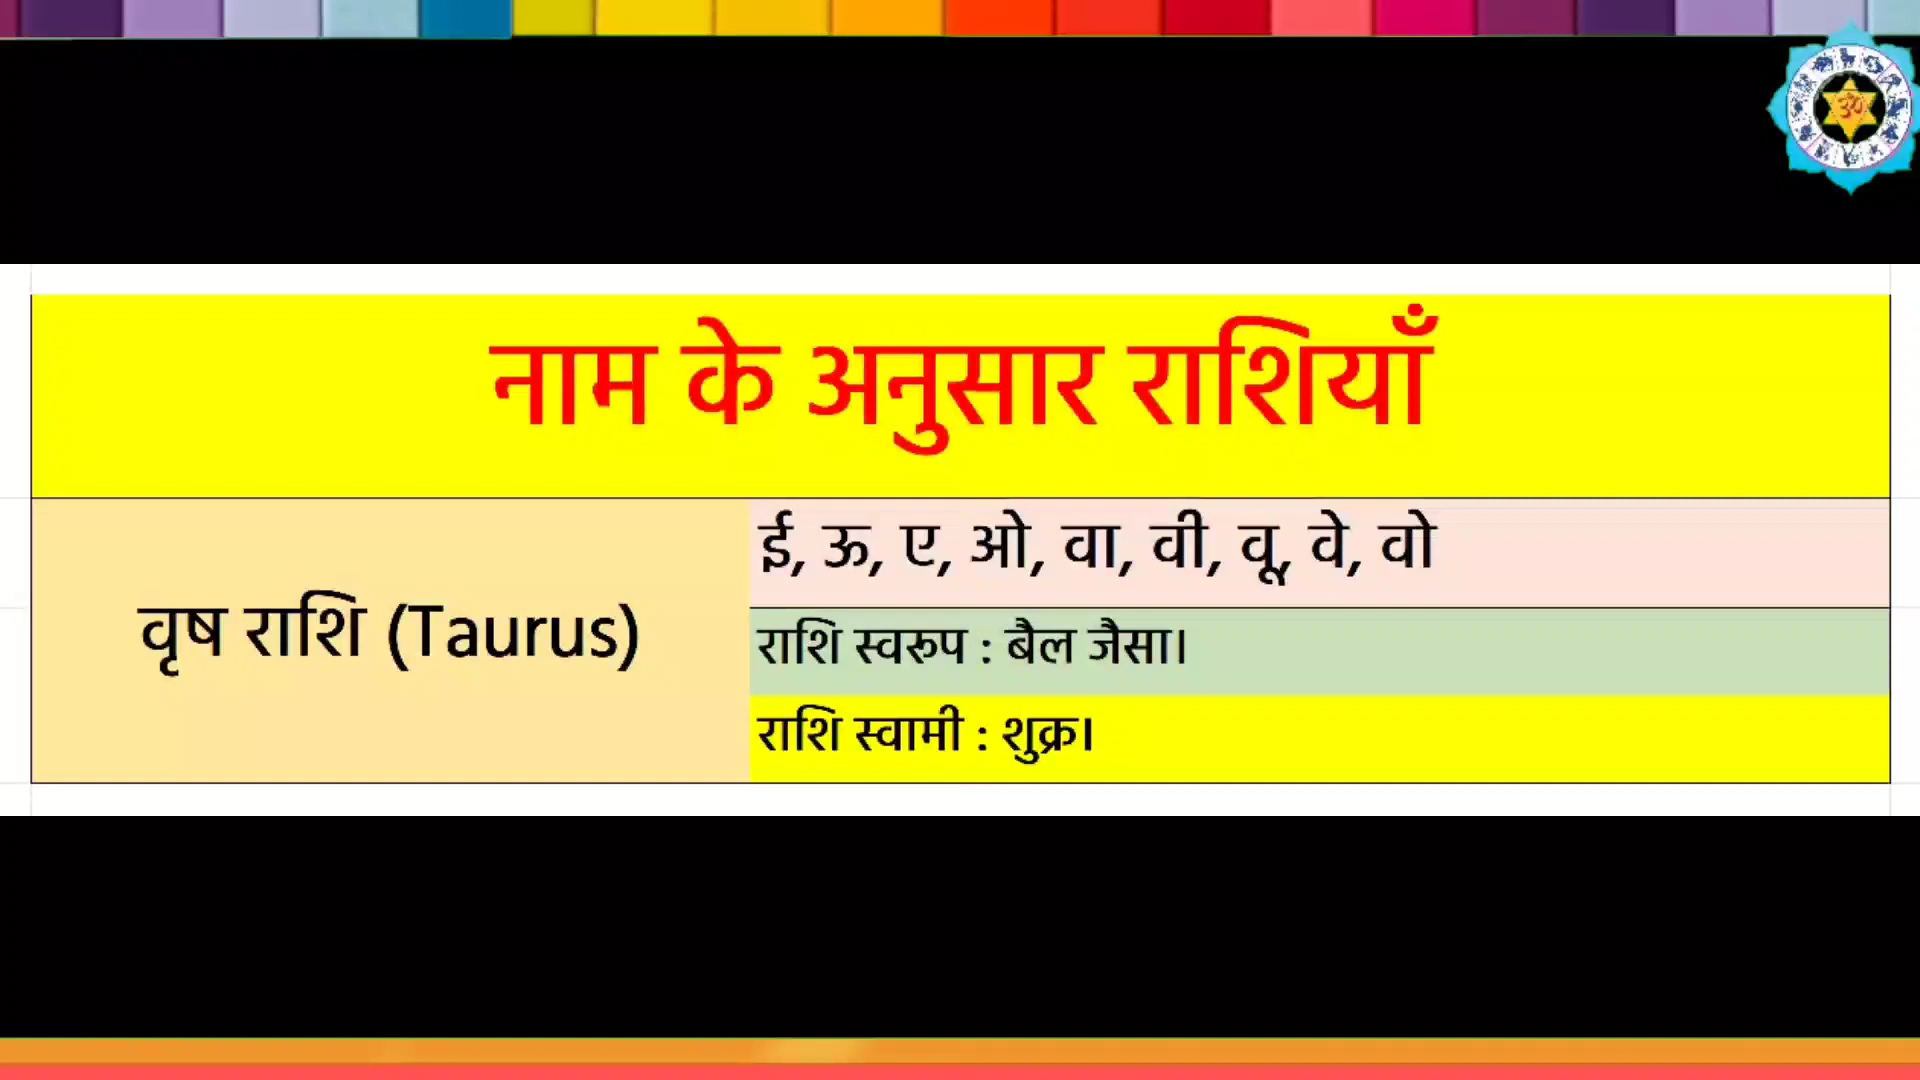 ॐ
नाम के अनुसार राशियाँ
ई, ऊ, ए, ओ, वा, वी, वू, वे, वो
वृष राशि (Taurus)
राशि स्वरूप : बैल जैसा।
राशि स्वामी : शुक्र।